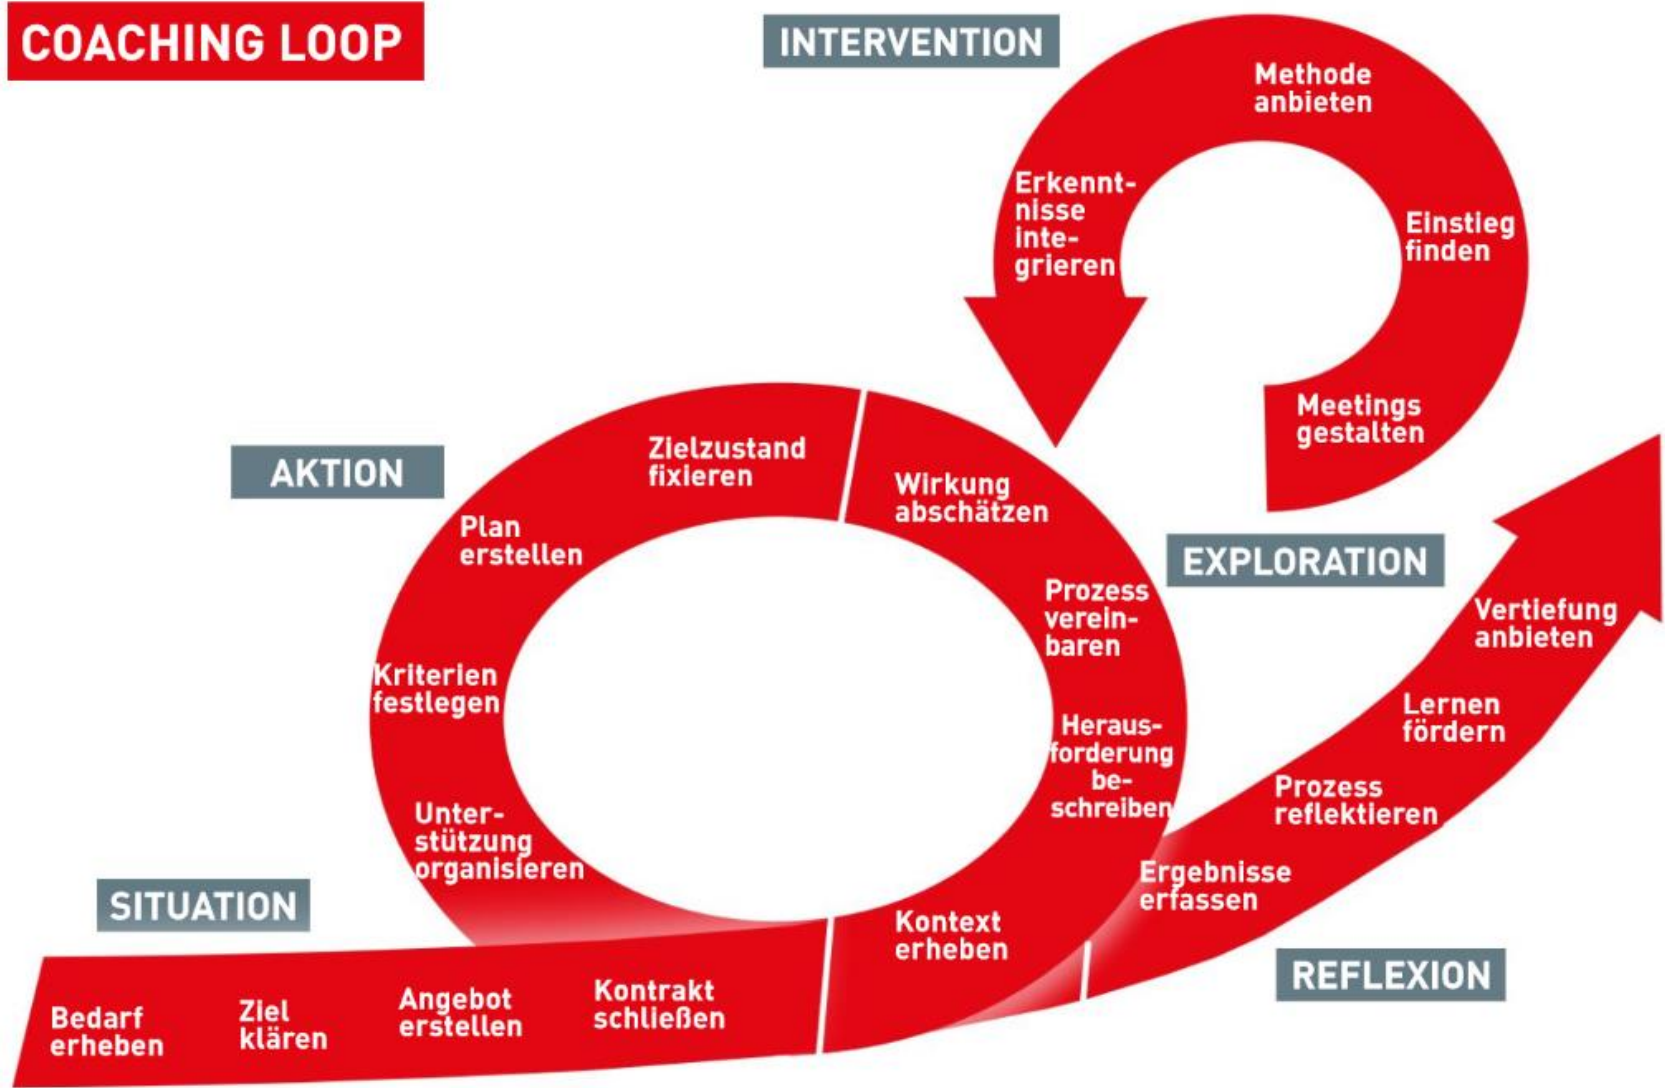 COACHING LOOP
INTERVENTION
Methode
anbieten
Erkennt-
nisse
inte-
grieren
Einstieg
finden
Meetings
gestalten
AKTION
Zielzustand
fixieren
Plan
erstellen
Kriterien
festlegen
Unter-
stützung
organisieren
Wirkung
abschätzen
EXPLORATION
Prozess
verein-
baren
Heraus-
forderung
be-
schreiben
Kontext
erheben
SITUATION
Bedarf
erheben
Ziel
klären
Angebot
erstellen
Kontrakt
schließen
Vertiefung
anbieten
Lernen
fördern
Prozess
reflektieren
Ergebnisse
erfassen
REFLEXION